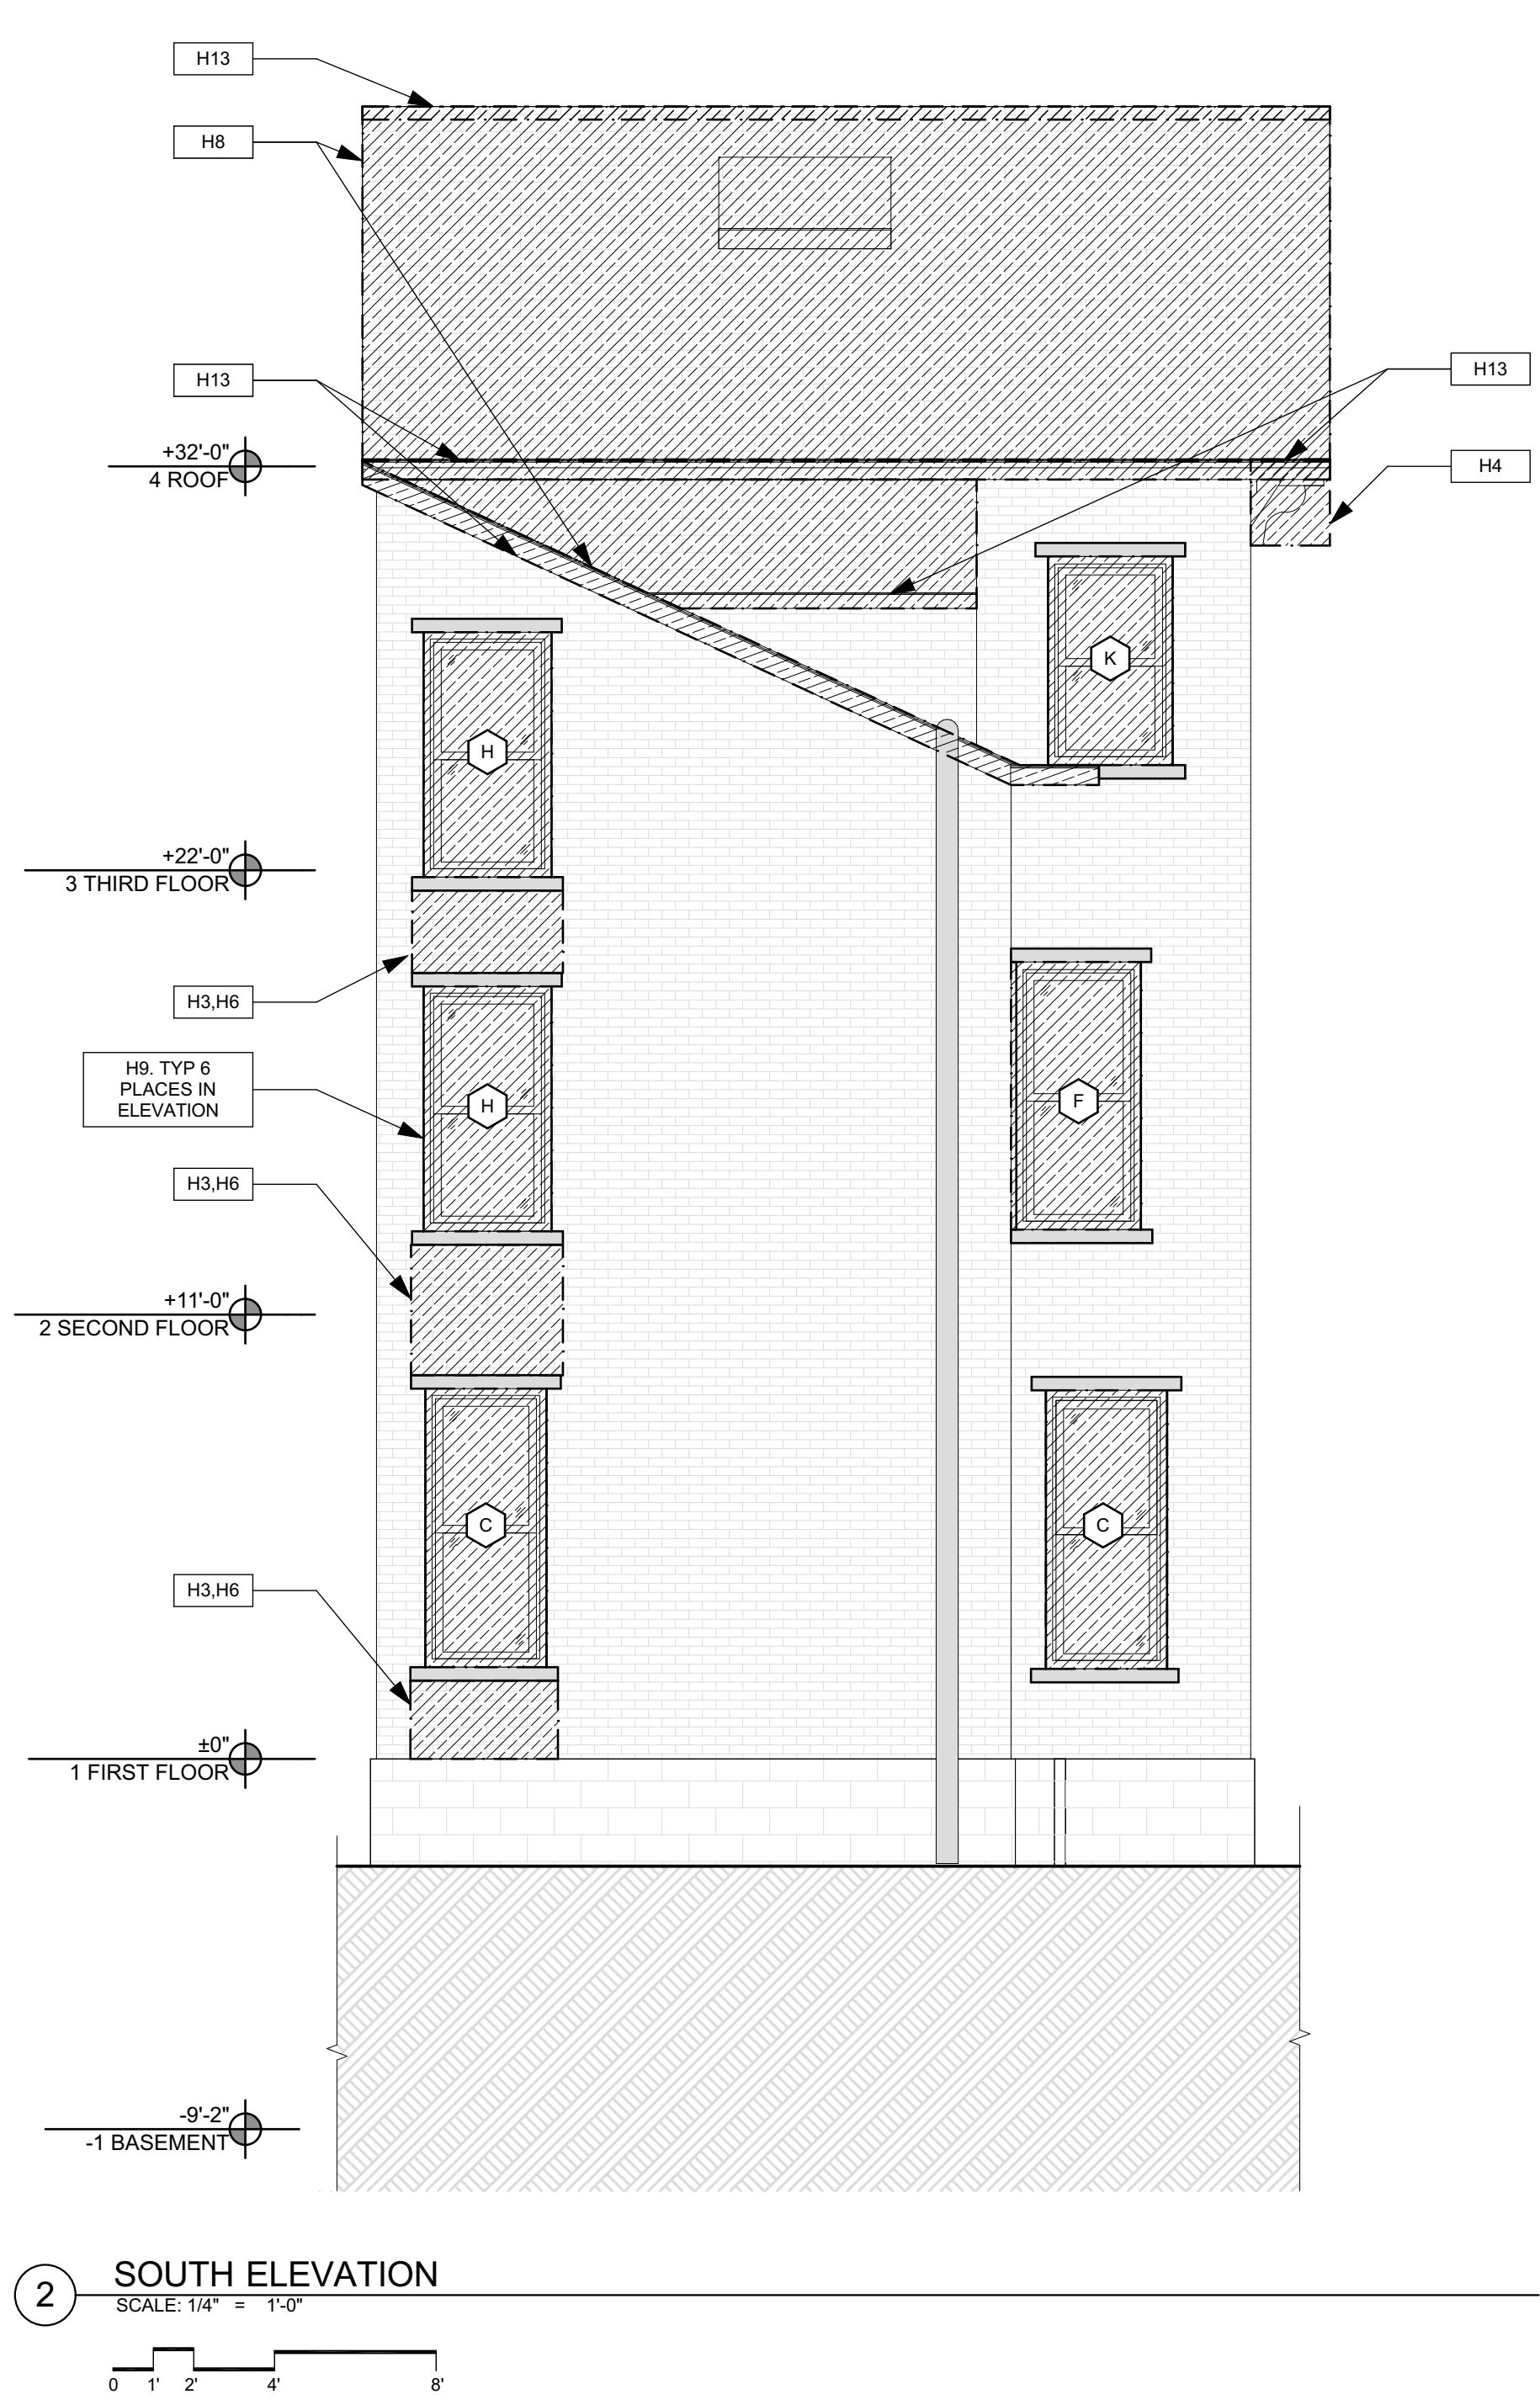 H13
H8
H13
H13
+32'-0"
4 ROOF
H4
K
H
+22'-0"
3 THIRD FLOOR
H3,H6
H9. TYP 6
PLACES IN
ELEVATION
H
F
H3,H6
+11'-0"
2 SECOND FLOOR
C
C
H3,H6
±0"
1 FIRST FLOOR
-9'-2"
-1 BASEMENT
2
SOUTH ELEVATION
SCALE: 1/4" = 1'-0"
0 1' 2' 4' 8'